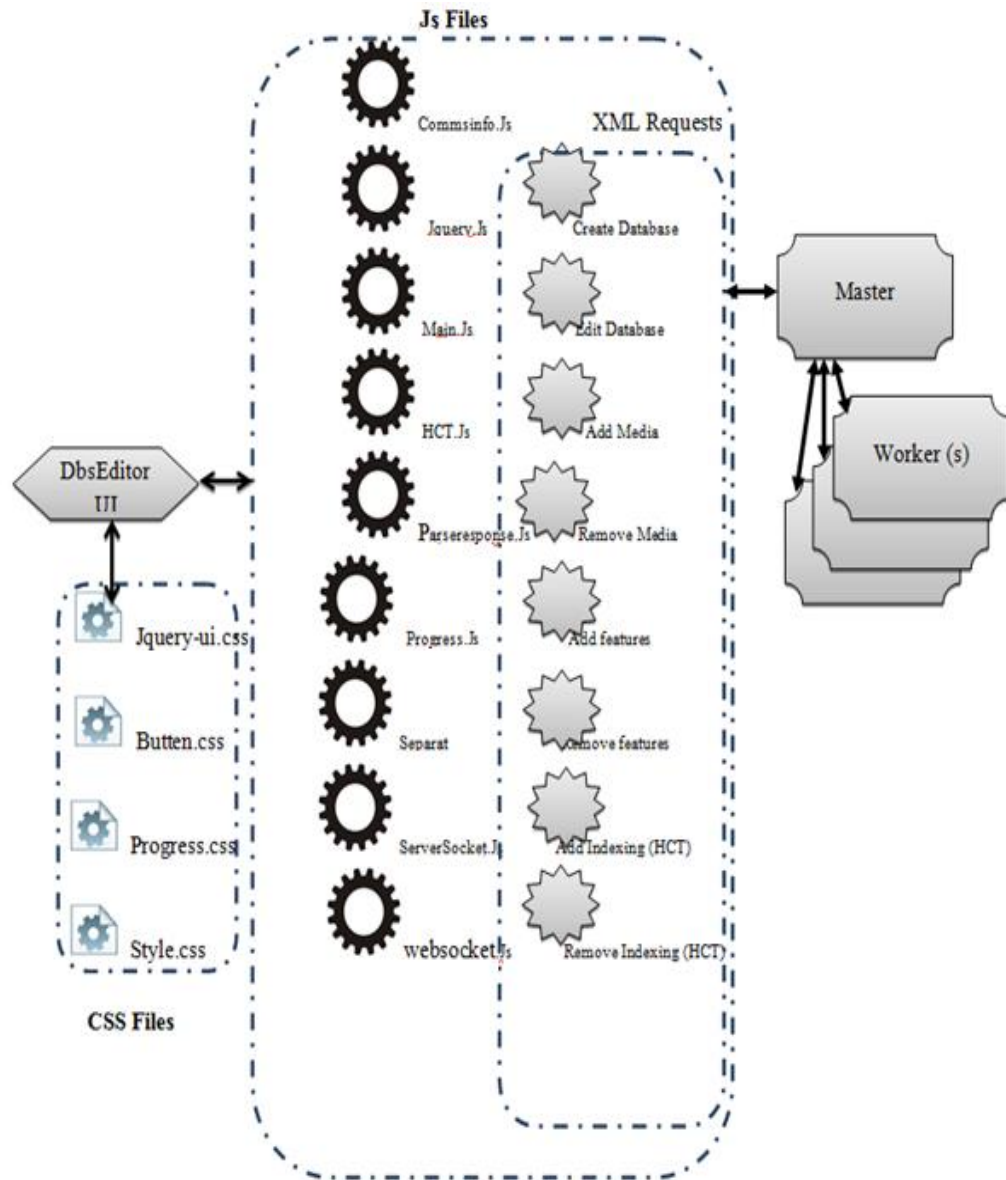 Js Files
Commsinfo.Js
XML Requests
Jquery.Js
Create Database
Main.Js
Edit Database
Master
HCT.Js
Add Media
Worker (s)
DbsEditor
UI
Parseresponse.Js
Remove Media
Jquery-ui.css
Progress.Js
Add features
Butten.css
Separat
features
Progress.css
ServerSocket.Js
Add Indexing (HCT)
Style.css
websocket.Js
Remove Indexing (HCT)
CSS Files